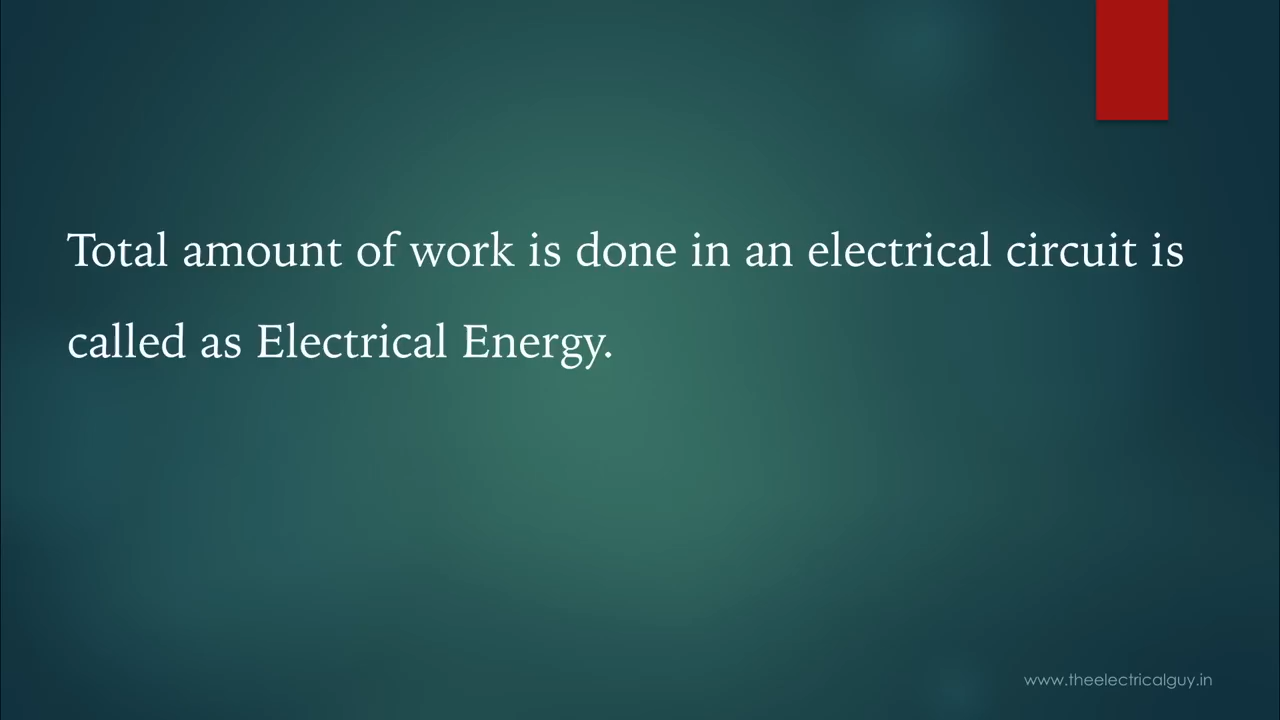 Total amount of work is done in an electrical circuit is
called as Electrical Energy.
www.theelectricalguy.in